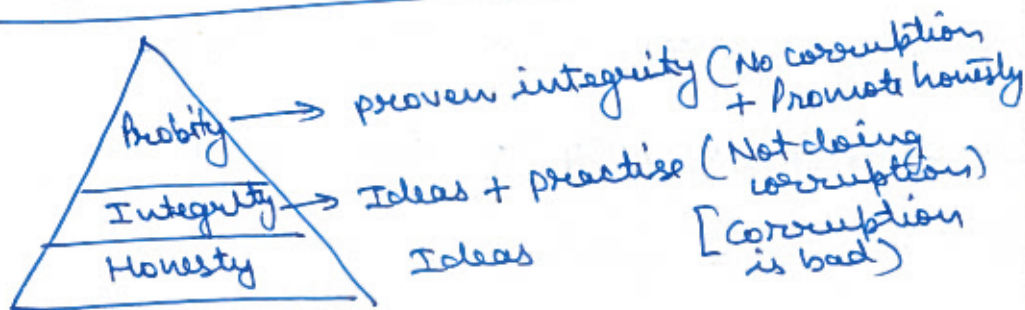 Probity → proven integrity (No corruption
+ Promote honesty
Integrity → Ideas + practise (Not doing
corruption)
Honesty Ideas [Corruption
is bad)